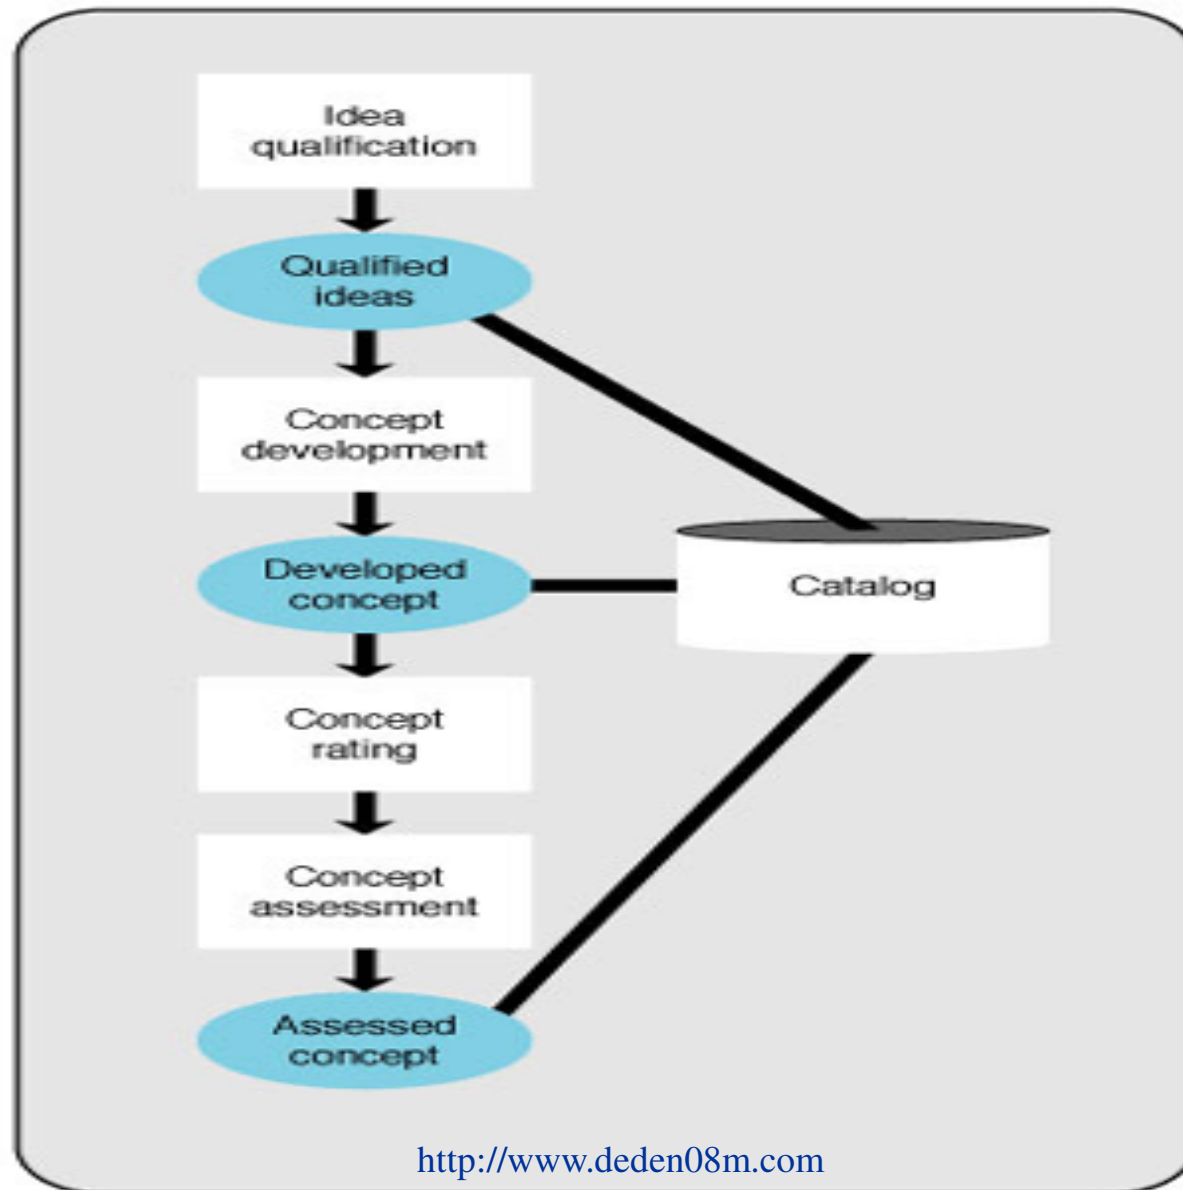 Idea
qualification
Qualified
ideas
Concept
development
Developed
concept
Catalog
Concept
rating
Concept
assessment
Assessed
concept
http://www.deden08m.com